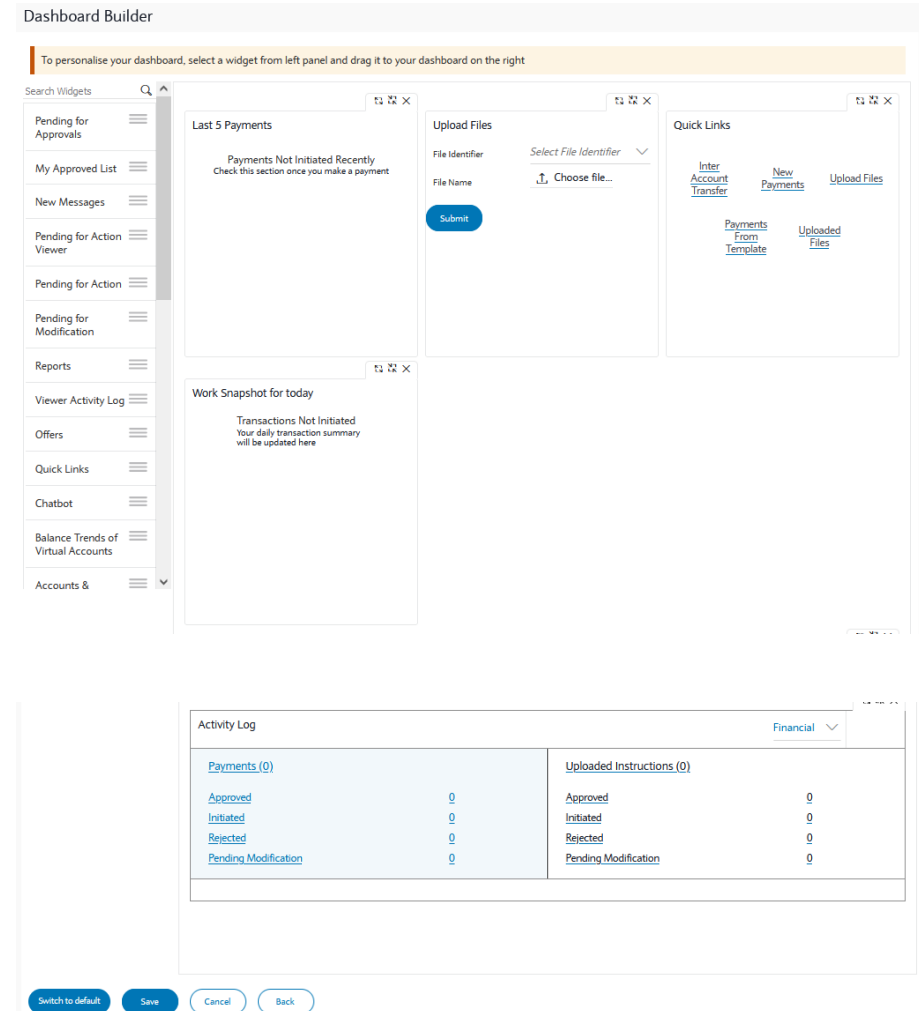 Dashboard Builder
To personalise your dashboard, select a widget from left panel and drag it to your dashboard on the right
Search Widgets
Pending for
Approvals
My Approved List
New Messages
Pending for Action
Viewer
Pending for Action
Pending for
Modification
Reports
Viewer Activity Log
Offers
Quick Links
Chatbot
Balance Trends of
Virtual Accounts
Accounts &
Last 5 Payments
Payments Not Initiated Recently
Check this section once you make a payment
Upload Files
File Identifier
Select File Identifier
File Name
Choose file...
Submit
Quick Links
Inter
Account
Transfer
New
Payments
Upload Files
Payments
From
Template
Uploaded
Files
Work Snapshot for today
Transactions Not Initiated
Your daily transaction summary
will be updated here
Activity Log
Financial
Payments (0)
Approved 0
Initiated 0
Rejected 0
Pending Modification 0
Uploaded Instructions (0)
Approved 0
Initiated 0
Rejected 0
Pending Modification 0
Switch to default
Save
Cancel
Back